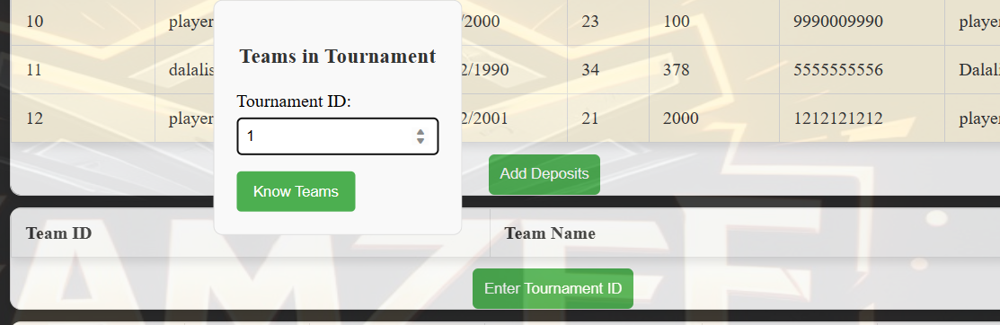 10 player /2000 23 100 9990009990 player
11 dalalis 2/1990 34 378 5555555556 Dalali
12 player 2/2001 21 2000 1212121212 player
Teams in Tournament
Tournament ID:
1
Know Teams
Add Deposits
Team ID Team Name
Enter Tournament ID
AMZEE